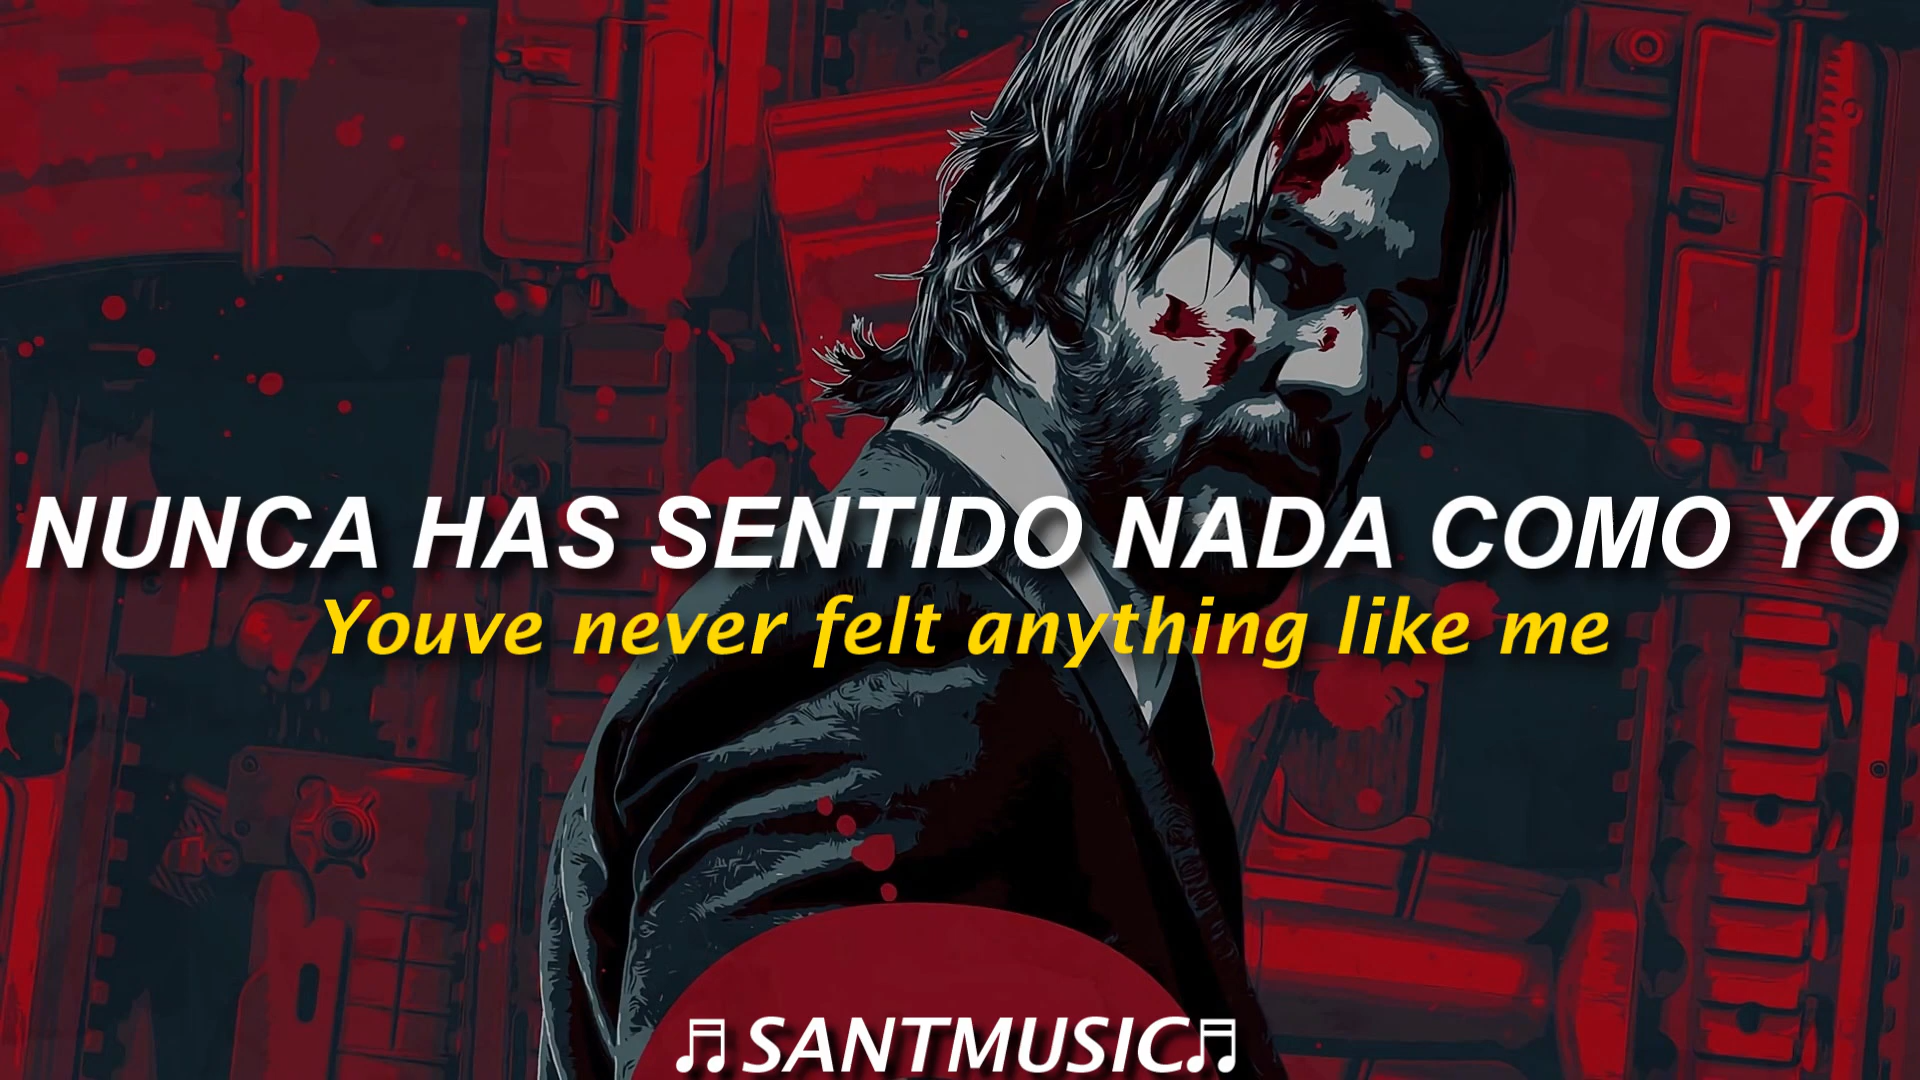 NUNCA HAS SENTIDO NADA COMO YO
Youve never felt anything like me
♬SANTMUSIC♬